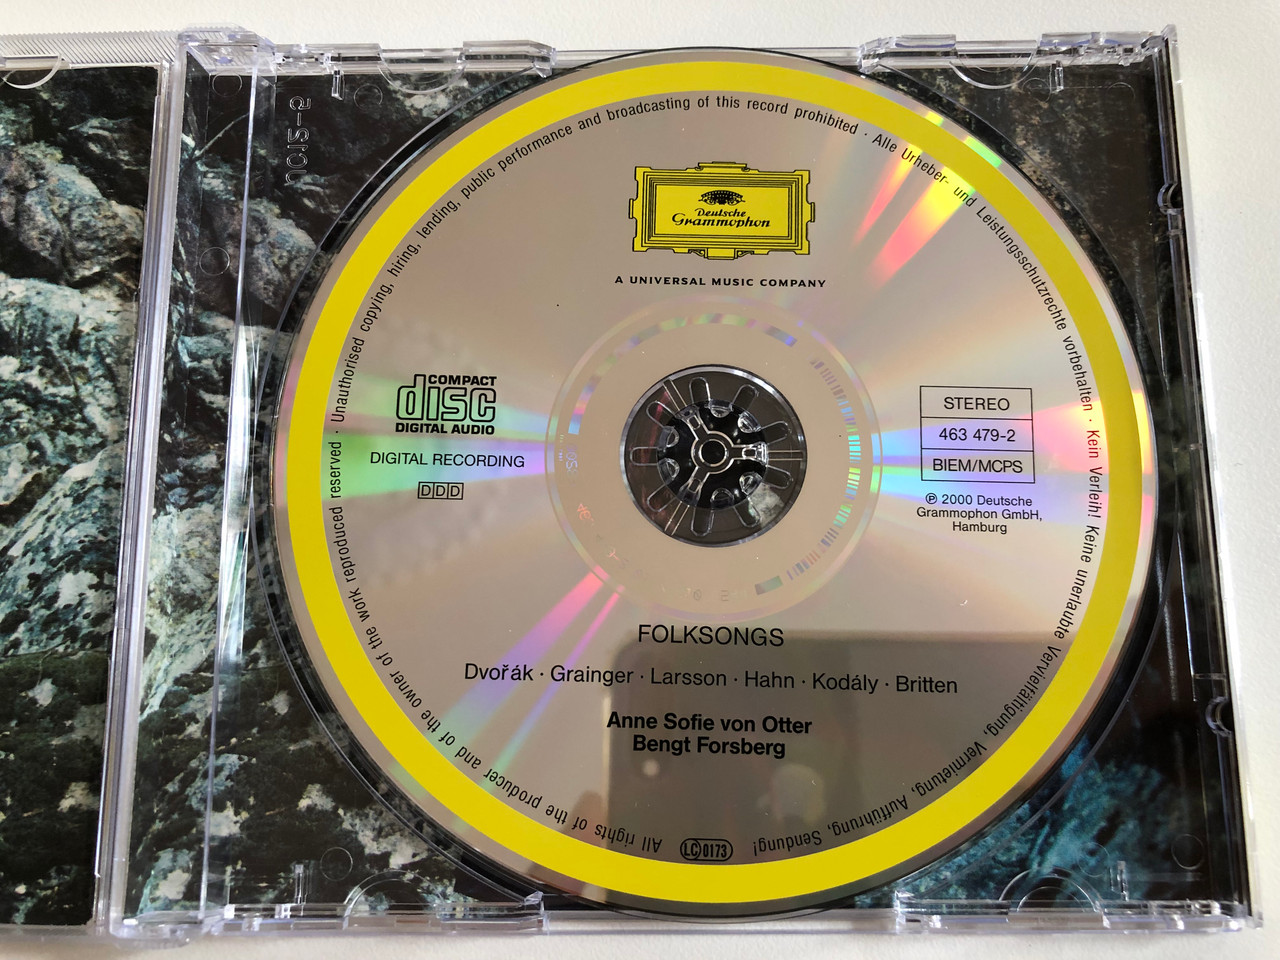 Unauthorised copying, hiring, lending, public performance and broadcasting of this record prohibited · Alle Urheber- und Leistungsschutzrechte vorbehalten · Kein Verleih! Keine unerlaubte Vervielfältigung, Vermietung, Aufführung, Sendung!
Deutsche
Grammophon
A UNIVERSAL MUSIC COMPANY
COMPACT
disc
DIGITAL AUDIO
DIGITAL RECORDING
DDD
STEREO
463 479-2
BIEM/MCPS
℗ 2000 Deutsche
Grammophon GmbH,
Hamburg
FOLKSONGS
Dvořák · Grainger · Larsson · Hahn · Kodály · Britten
Anne Sofie von Otter
Bengt Forsberg
LC 0173
All rights of the producer and of the owner of the work reproduced reserved ·